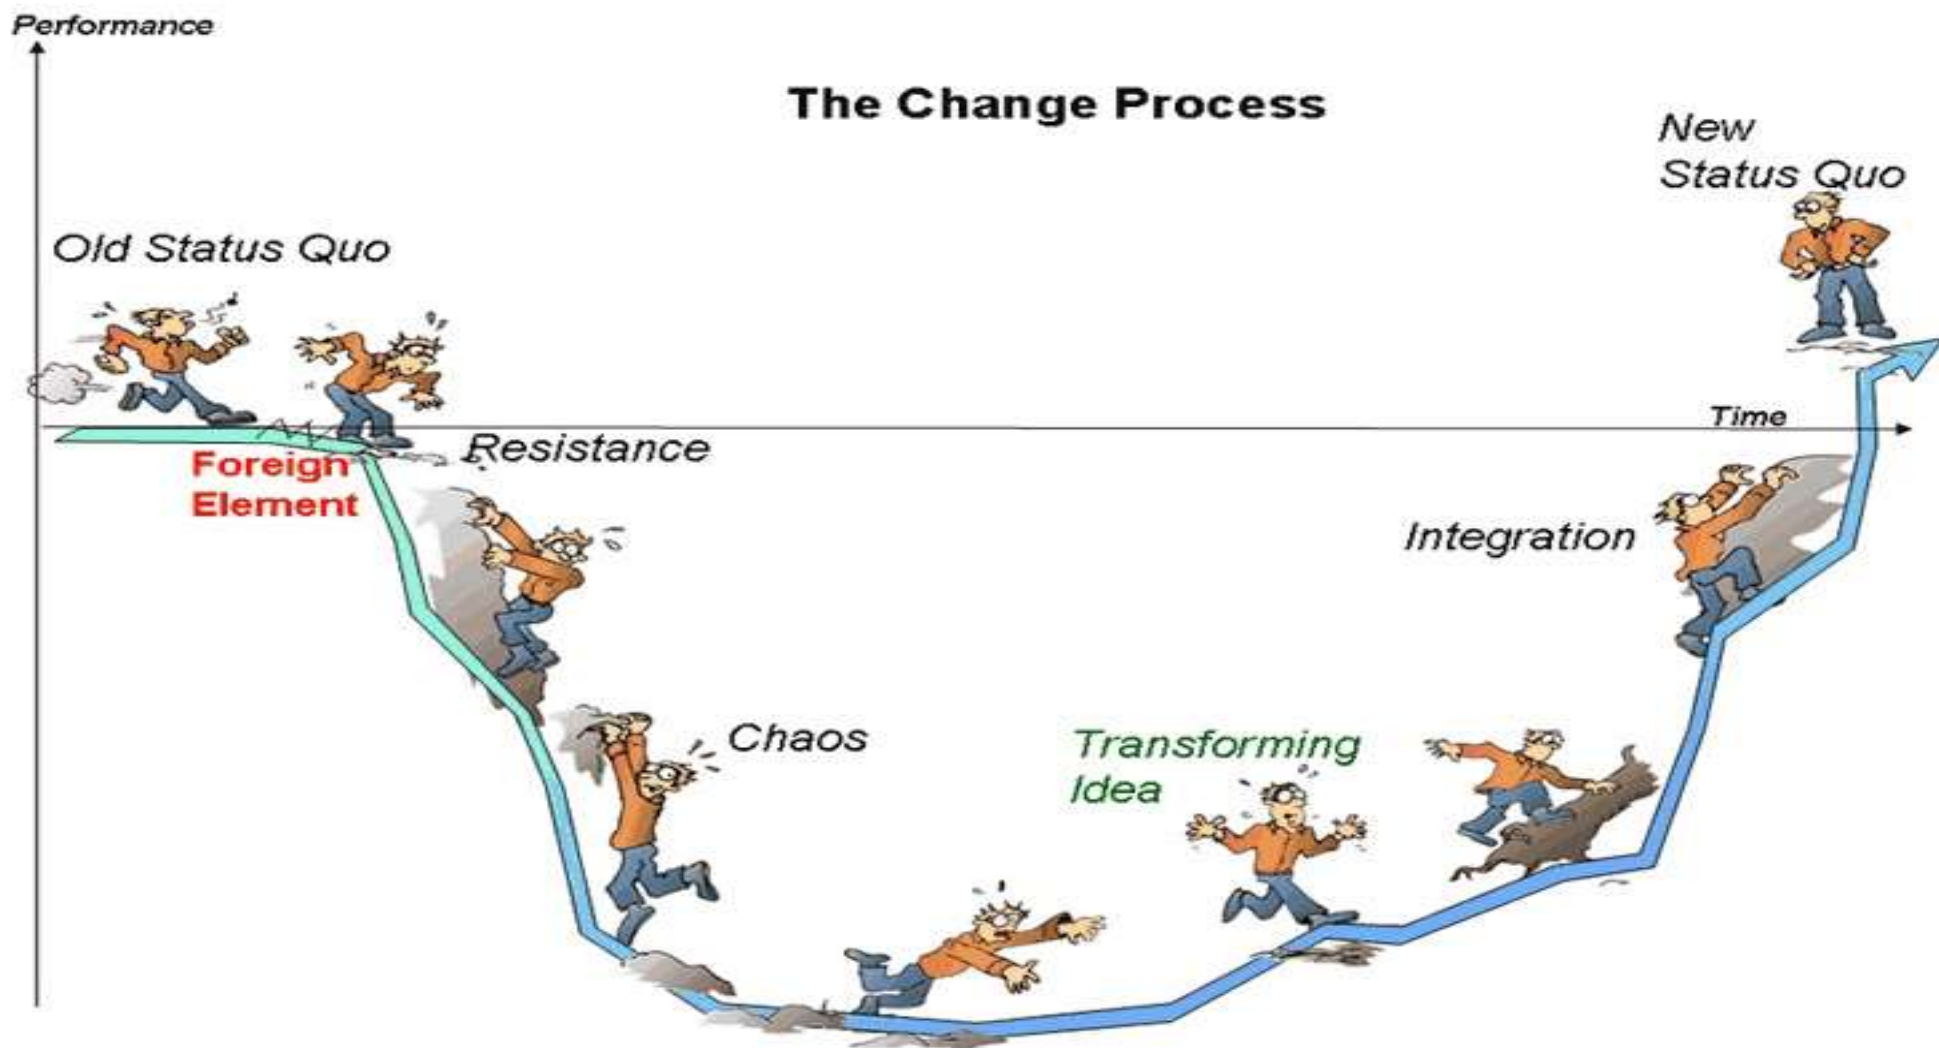 Performance
The Change Process
New
Status Quo
Old Status Quo
Time
Resistance
Foreign
Element
Integration
Chaos
Transforming
Idea